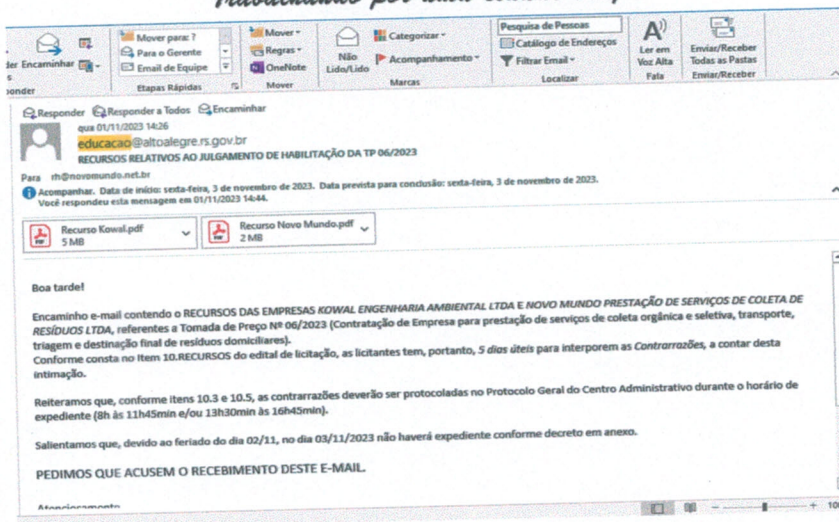 Trabalhando por uma
Mover para: ?
Para o Gerente
Email de Equipe
Etapas Rápidas
Encaminhar
Mover
Regras
OneNote
Mover
Não
Lido/Lido
Categorizar
Acompanhamento
Marcas
Pesquisa de Pessoas
Catálogo de Endereços
Filtrar Email
Localizar
A
Ler em
Voz Alta
Fala
Enviar/Receber
Todas as Pastas
Enviar/Receber
Responder Responder a Todos Encaminhar
qua 01/11/2023 14:26
educacao@altoalegre.rs.gov.br
RECURSOS RELATIVOS AO JULGAMENTO DE HABILITAÇÃO DA TP 06/2023
Para rh@novomundo.net.br
Acompanhar. Data de início: sexta-feira, 3 de novembro de 2023. Data prevista para conclusão: sexta-feira, 3 de novembro de 2023.
Você respondeu esta mensagem em 01/11/2023 14:44.
Recurso Kowal.pdf
5 MB
Recurso Novo Mundo.pdf
2 MB
Boa tarde!
Encaminho e-mail contendo o RECURSOS DAS EMPRESAS KOWAL ENGENHARIA AMBIENTAL LTDA E NOVO MUNDO PRESTAÇÃO DE SERVIÇOS DE COLETA DE
RESÍDUOS LTDA, referentes a Tomada de Preço Nº 06/2023 (Contratação de Empresa para prestação de serviços de coleta orgânica e seletiva, transporte,
triagem e destinação final de resíduos domiciliares).
Conforme consta no Item 10.RECURSOS do edital de licitação, as licitantes tem, portanto, 5 dias úteis para interporem as Contrarrazões, a contar desta
intimação.
Reiteramos que, conforme itens 10.3 e 10.5, as contrarrazões deverão ser protocoladas no Protocolo Geral do Centro Administrativo durante o horário de
expediente (8h às 11h45min e/ou 13h30min às 16h45min).
Salientamos que, devido ao feriado do dia 02/11, no dia 03/11/2023 não haverá expediente conforme decreto em anexo.
PEDIMOS QUE ACUSEM O RECEBIMENTO DESTE E-MAIL.